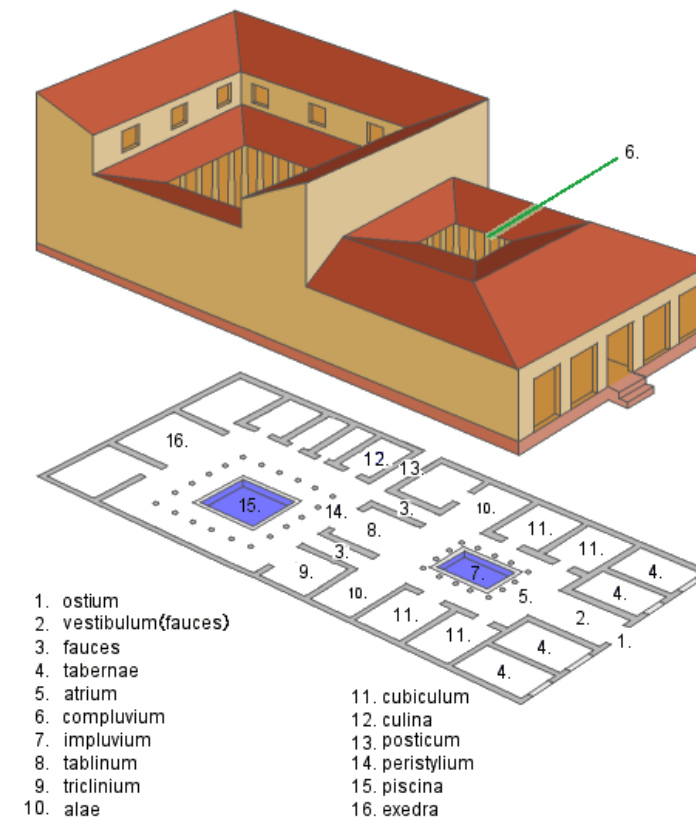 6.
16.
12.
13.
15.
14.
3.
10.
8.
11.
3.
11.
9.
7.
4.
10.
5.
4.
11.
2.
11.
1.
4.
4.
1. ostium
2. vestibulum(fauces)
3. fauces
4. tabernae
5. atrium
6. compluvium
7. impluvium
8. tablinum
9. triclinium
10. alae
11. cubiculum
12. culina
13. posticum
14. peristylium
15. piscina
16. exedra